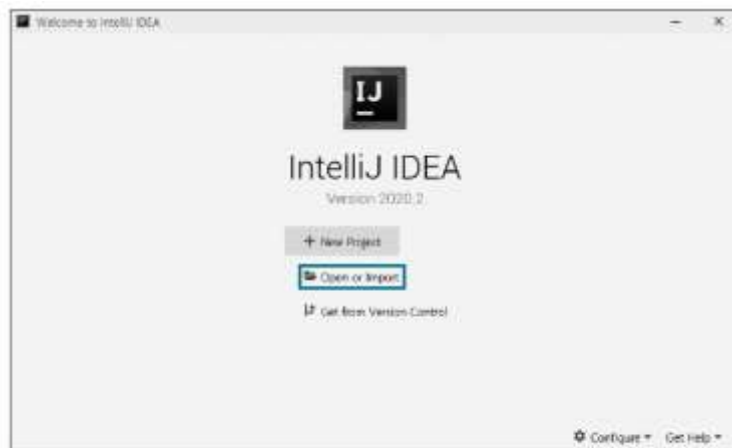 Welcome to IntelliJ IDEA
IJ
IntelliJ IDEA
Version 2020.2
+ New Project
Open or Import
Get from Version Control
Configure
Get Help